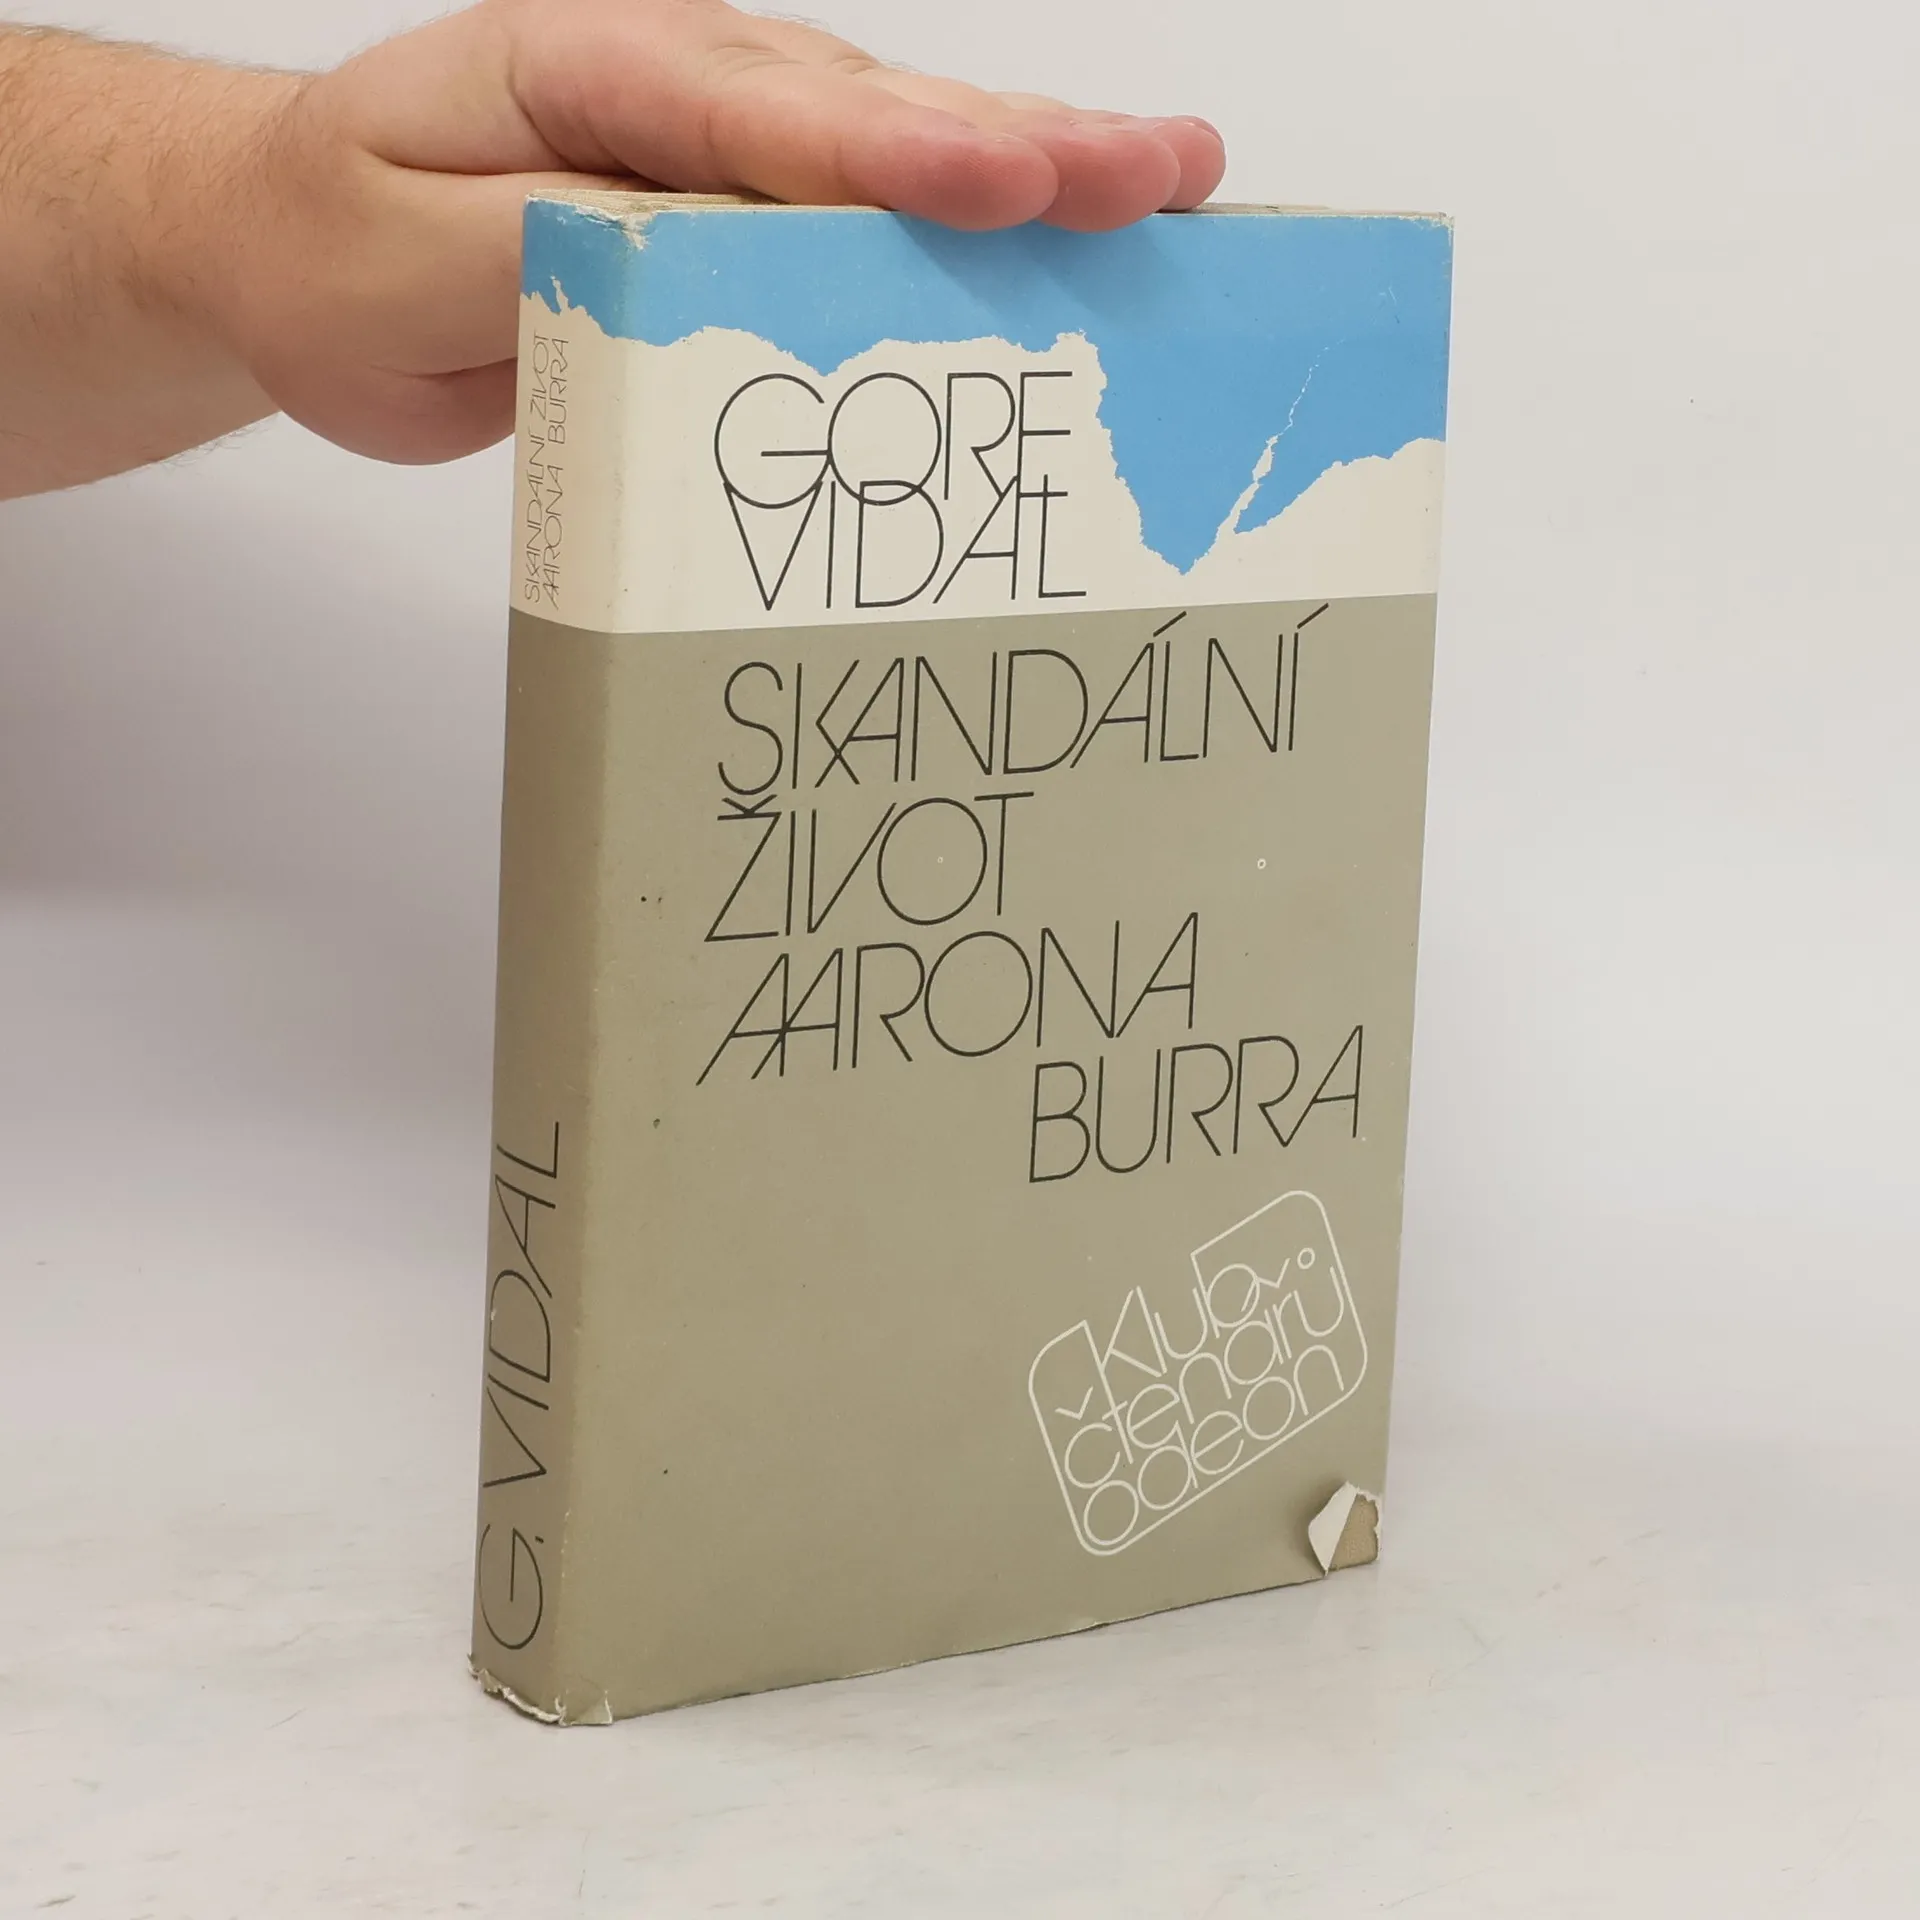 SKANDÁLNÍ ŽIVOT
AARONA BURRA
G. VIDAL
GORE
VIDAL
SKANDÁLNÍ
ŽIVOT
AARONA
BURRA
klub
čtenářů
odeon